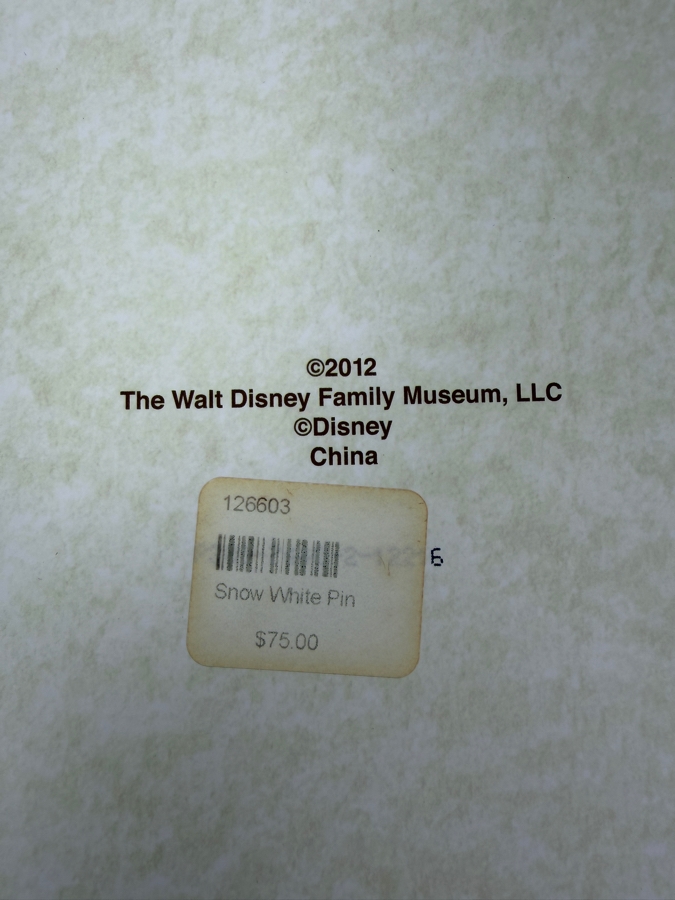 ©2012
The Walt Disney Family Museum, LLC
©Disney
China
126603
6
Snow White Pin
$75.00